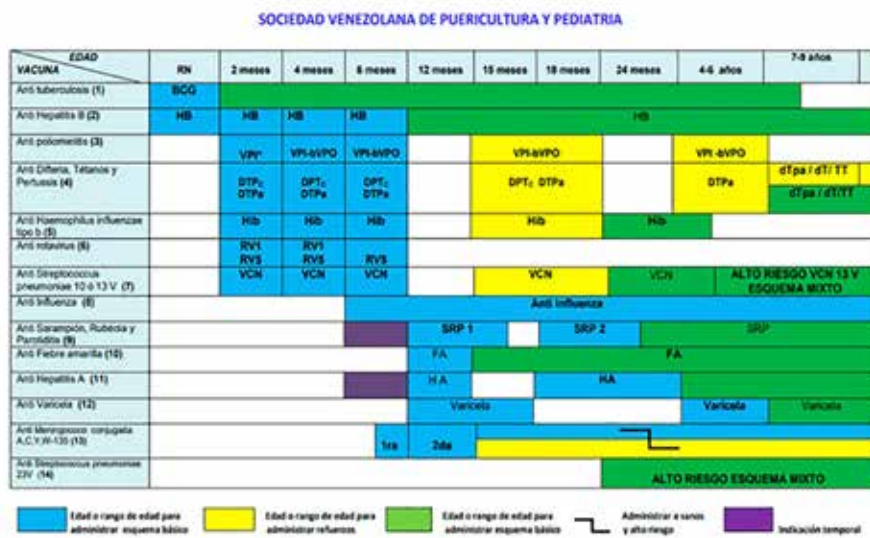 SOCIEDAD VENEZOLANA DE PUERICULTURA Y PEDIATRIA
EDAD
VACUNA RN 2 meses 4 meses 6 meses 12 meses 15 meses 18 meses 24 meses 4-6 años 7-9 años
Anti tuberculosis (1) BCG
Anti Hepatitis B (2) HB HB HB HB HB
Anti poliomelitis (3) VPI* VPI-bVPO VPI-bVPO VPI-bVPO VPI -bVPO
Anti Difteria, Tétanos y Pertussis (4) DTPc DTPa DPTc DTPa DPTc DTPa DPTc DTPa DTPa dTpa / dT/ TT
dTpa / dT/TT
Anti Haemophilus influenzae tipo b (5) Hib Hib Hib Hib Hib
Anti rotavirus (6) RV1 RV5 RV1 RV5 RV5
Anti Streptococcus pneumoniae 10 ó 13 V (7) VCN VCN VCN VCN VCN ALTO RIESGO VCN 13 V ESQUEMA MIXTO
Anti Influenza (8) Anti influenza
Anti Sarampión, Rubeola y Parotiditis (9) SRP 1 SRP 2 SRP
Anti Fiebre amarilla (10) FA FA
Anti Hepatitis A (11) H A HA
Anti Varicela (12) Varicela Varicela Varicela
Anti Meningococo conjugada A,C,Y,W-135 (13) 1ra 2da
Anti Streptococcus pneumoniae 23V (14) ALTO RIESGO ESQUEMA MIXTO
Edad o rango de edad para administrar esquema básico
Edad o rango de edad para administrar refuerzos
Edad o rango de edad para administrar esquema básico
Administrar a sanos y alto riesgo
Indicación temporal